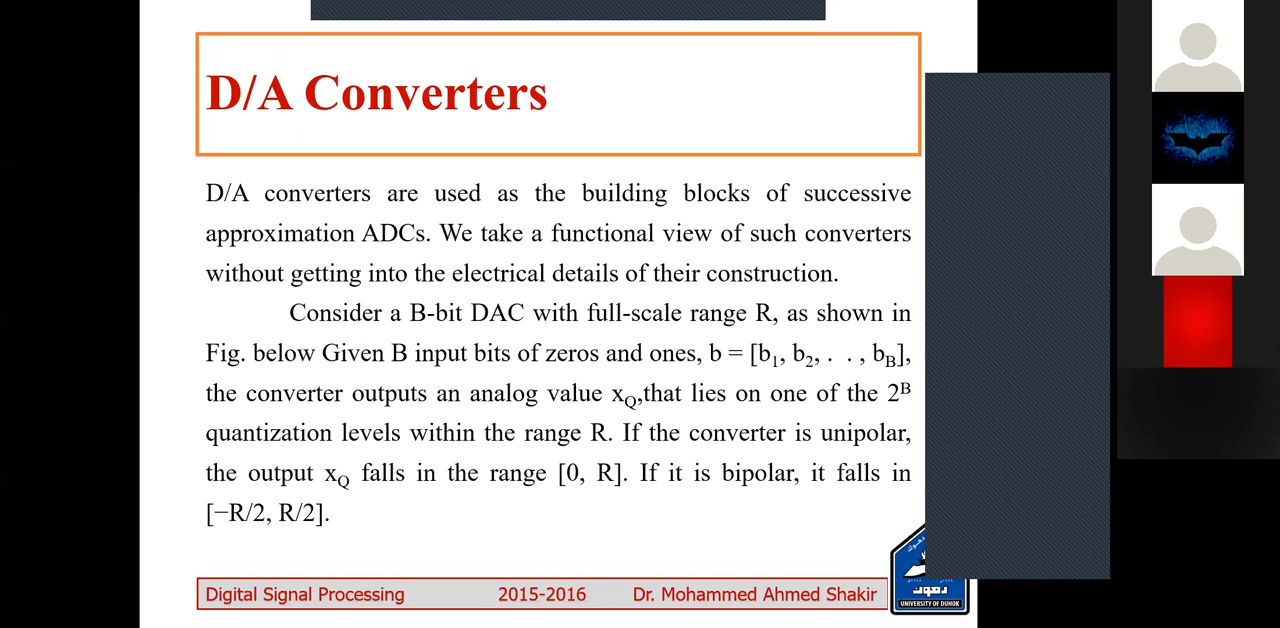 D/A Converters
D/A converters are used as the building blocks of successive
approximation ADCs. We take a functional view of such converters
without getting into the electrical details of their construction.
Consider a B-bit DAC with full-scale range R, as shown in
Fig. below Given B input bits of zeros and ones, b = [b₁, b₂, . . , b_B],
the converter outputs an analog value x_Q,that lies on one of the 2ᴮ
quantization levels within the range R. If the converter is unipolar,
the output x_Q falls in the range [0, R]. If it is bipolar, it falls in
[−R/2, R/2].
Digital Signal Processing 2015-2016 Dr. Mohammed Ahmed Shakir
UNIVERSITY OF DUHOK